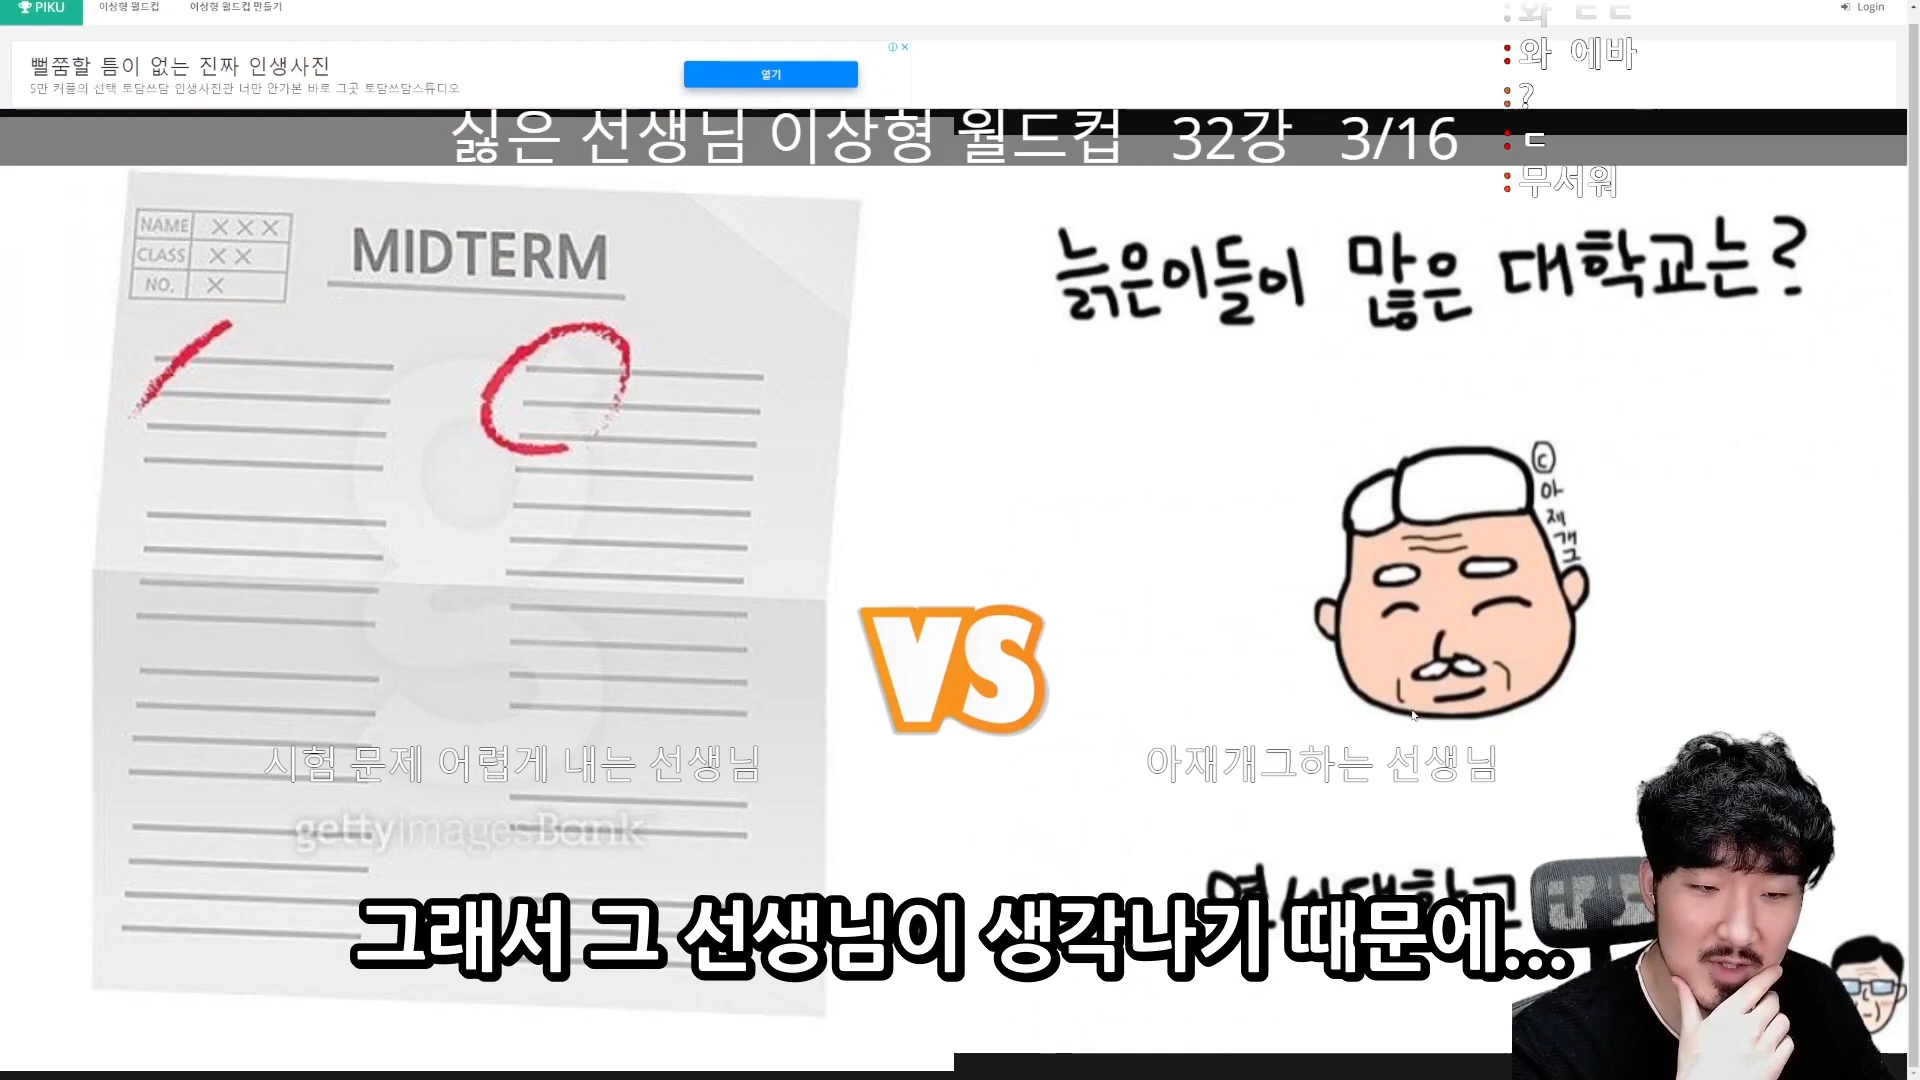 PIKU
이상형 월드컵
이상형 월드컵 만들기
Login
뻘쭘할 틈이 없는 진짜 인생사진
5만 커플의 선택 토담쓰담 인생사진관 너만 안가본 바로 그곳 토담쓰담스튜디오
열기
: 와 ㄷㄷ
: 와 에바
: ?
: ㄷ
: 무서워
싫은 선생님 이상형 월드컵 32강 3/16
NAME XXX
CLASS XX
NO. X
MIDTERM
10
늙은이들이 많은 대학교는?
ⓒ아재개그
VS
시험 문제 어렵게 내는 선생님
아재개그하는 선생님
gettyImagesBank
그래서 그 선생님이 생각나기 때문에...